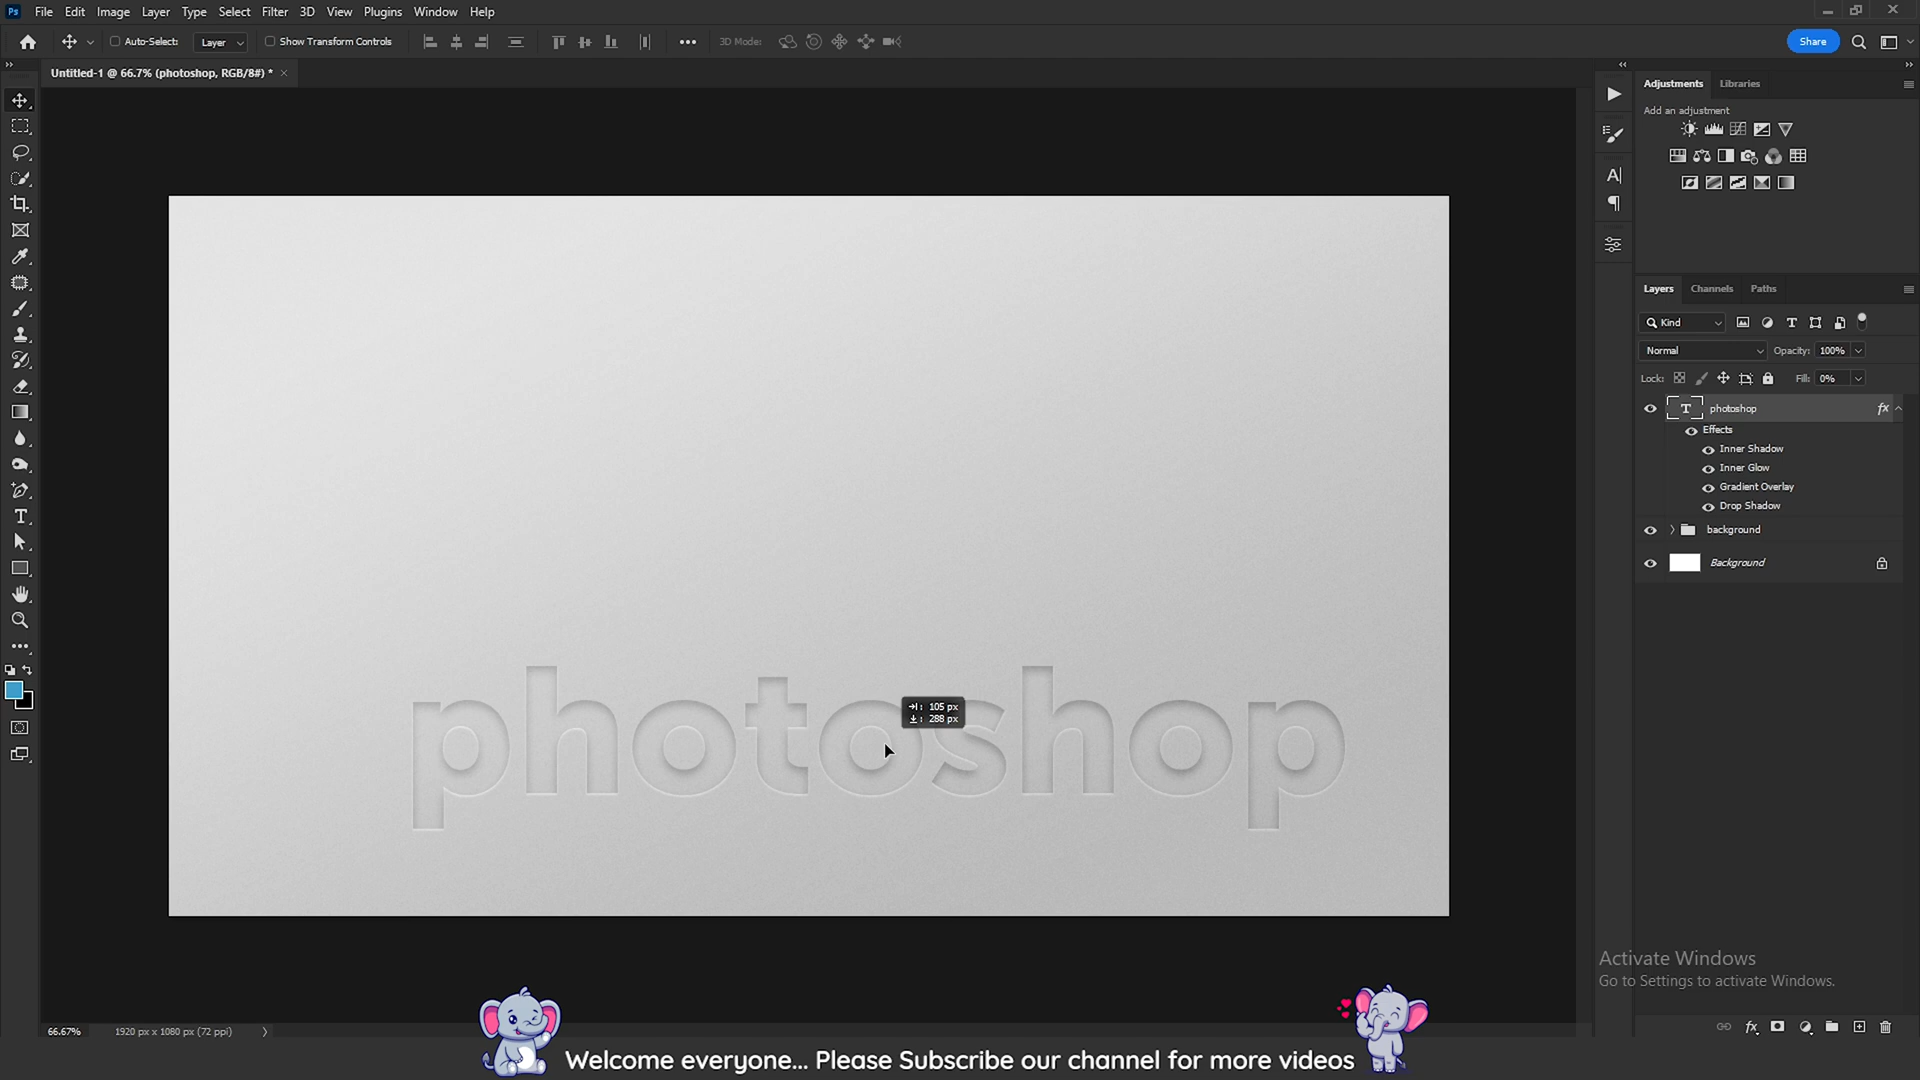 Ps File Edit Image Layer Type Select Filter 3D View Plugins Window Help
Auto-Select: Layer Show Transform Controls 3D Mode: Share
Untitled-1 @ 66.7% (photoshop, RGB/8#) *
Adjustments Libraries
Add an adjustment
Layers Channels Paths
Kind
Normal Opacity: 100%
Lock: Fill: 0%
photoshop fx
Effects
Inner Shadow
Inner Glow
Gradient Overlay
Drop Shadow
background
Background
photoshop
105 px
288 px
Activate Windows
Go to Settings to activate Windows.
66.67% 1920 px x 1080 px (72 ppi)
Welcome everyone... Please Subscribe our channel for more videos